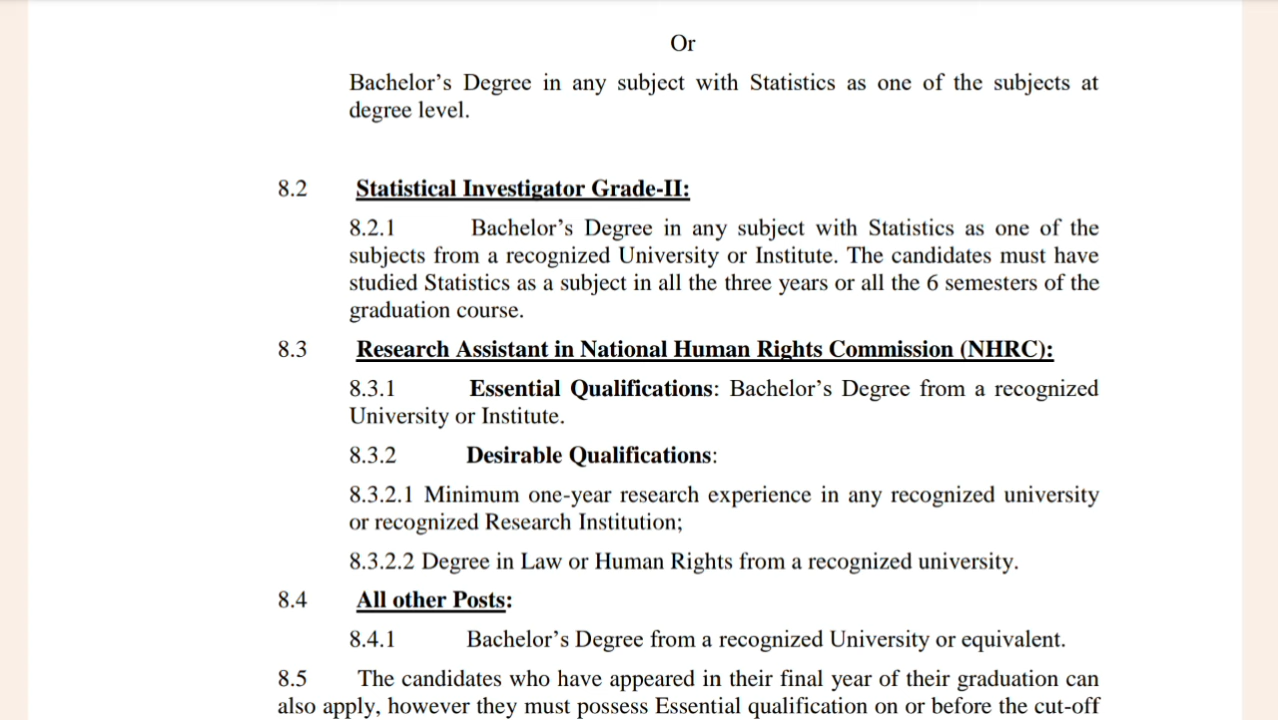 Or
Bachelor’s Degree in any subject with Statistics as one of the subjects at
degree level.
8.2 Statistical Investigator Grade-II:
8.2.1 Bachelor’s Degree in any subject with Statistics as one of the
subjects from a recognized University or Institute. The candidates must have
studied Statistics as a subject in all the three years or all the 6 semesters of the
graduation course.
8.3 Research Assistant in National Human Rights Commission (NHRC):
8.3.1 Essential Qualifications: Bachelor’s Degree from a recognized
University or Institute.
8.3.2 Desirable Qualifications:
8.3.2.1 Minimum one-year research experience in any recognized university
or recognized Research Institution;
8.3.2.2 Degree in Law or Human Rights from a recognized university.
8.4 All other Posts:
8.4.1 Bachelor’s Degree from a recognized University or equivalent.
8.5 The candidates who have appeared in their final year of their graduation can
also apply, however they must possess Essential qualification on or before the cut-off